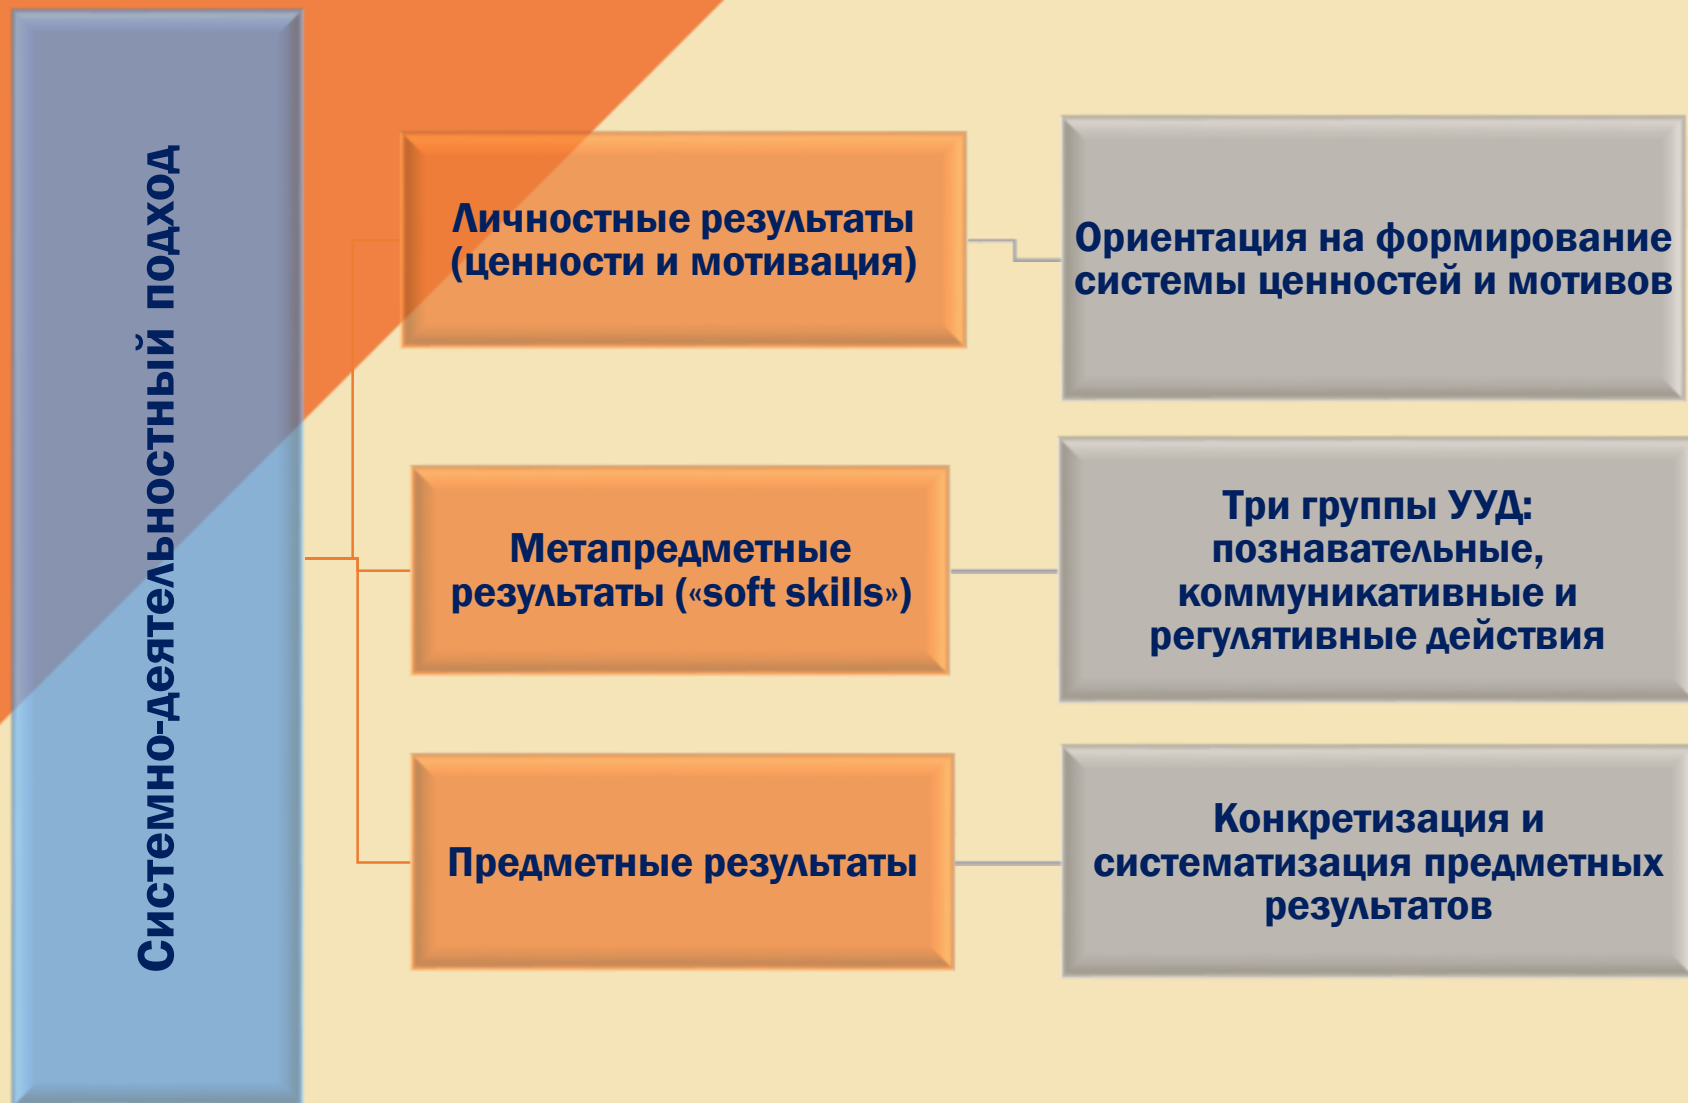 Системно-деятельностный подход
Личностные результаты
(ценности и мотивация)
Ориентация на формирование
системы ценностей и мотивов
Метапредметные
результаты («soft skills»)
Три группы УУД:
познавательные,
коммуникативные и
регулятивные действия
Предметные результаты
Конкретизация и
систематизация предметных
результатов